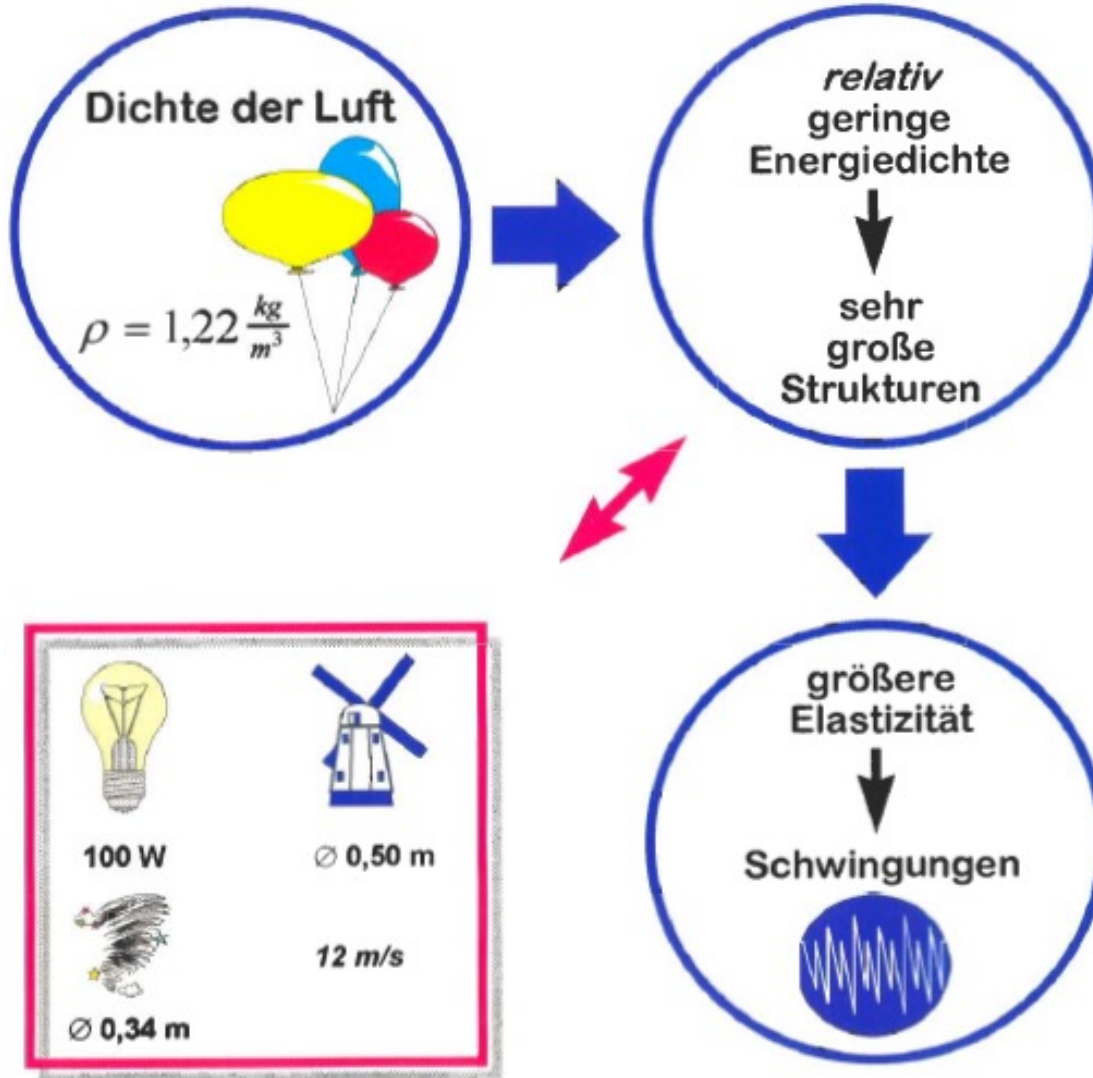 Dichte der Luft
ρ = 1,22 kg/m³
relativ
geringe
Energiedichte
sehr
große
Strukturen
größere
Elastizität
Schwingungen
100 W
∅ 0,50 m
12 m/s
∅ 0,34 m